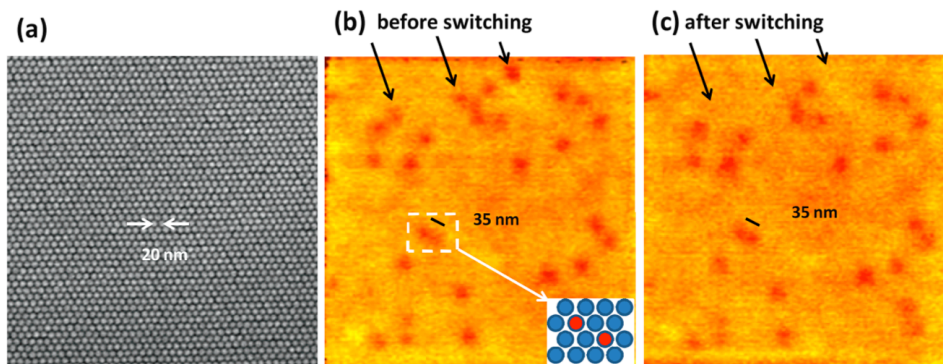 (a)
(b) before switching
(c) after switching
20 nm
35 nm
35 nm